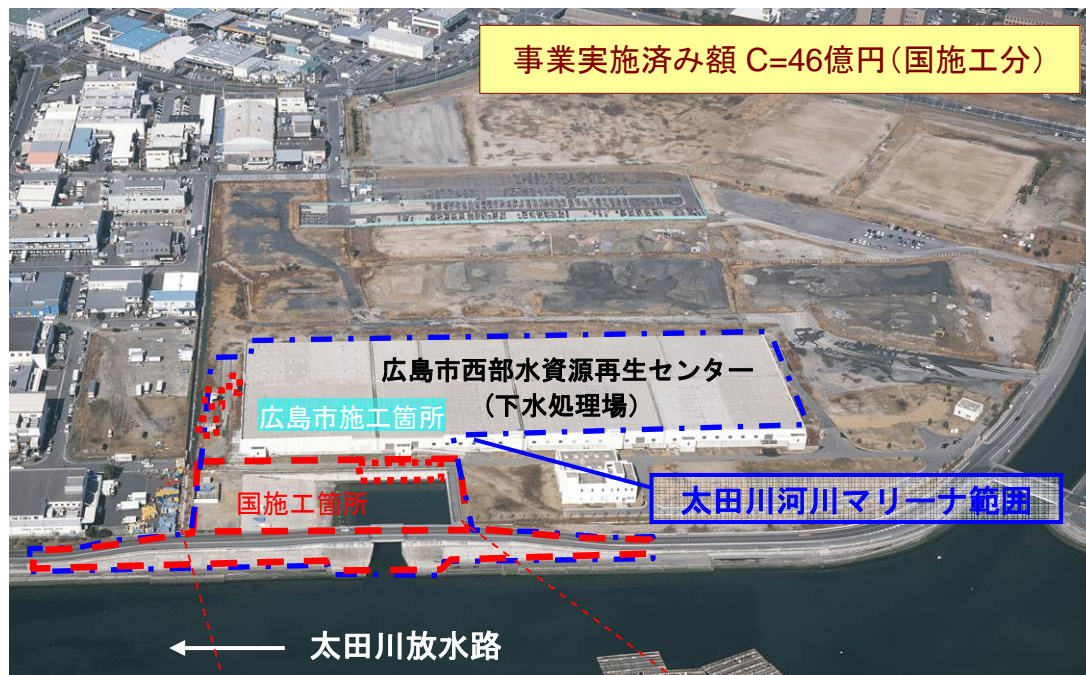 事業実施済み額 C=46億円(国施工分)
広島市西部水資源再生センター
(下水処理場)
広島市施工箇所
国施工箇所
太田川河川マリーナ範囲
太田川放水路